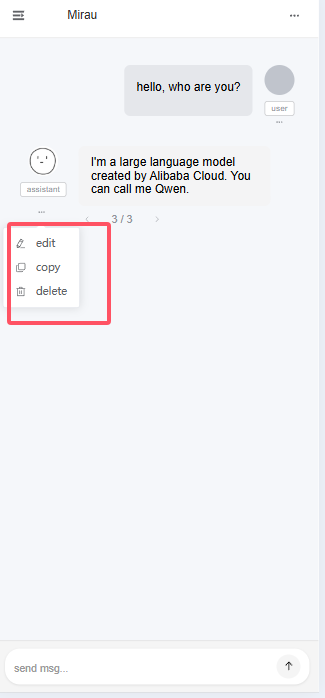 Mirau
hello, who are you?
user
I'm a large language model
created by Alibaba Cloud. You
can call me Qwen.
assistant
3 / 3
edit
copy
delete
send msg...